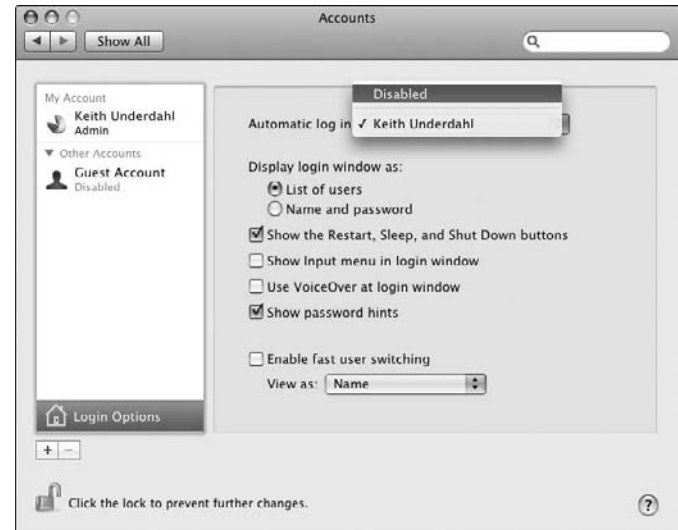 Accounts
Show All
My Account
Keith Underdahl
Admin
Other Accounts
Guest Account
Disabled
Login Options
Disabled
Automatic log in
✓ Keith Underdahl
Display login window as:
List of users
Name and password
Show the Restart, Sleep, and Shut Down buttons
Show Input menu in login window
Use VoiceOver at login window
Show password hints
Enable fast user switching
View as: Name
+ −
Click the lock to prevent further changes.
?